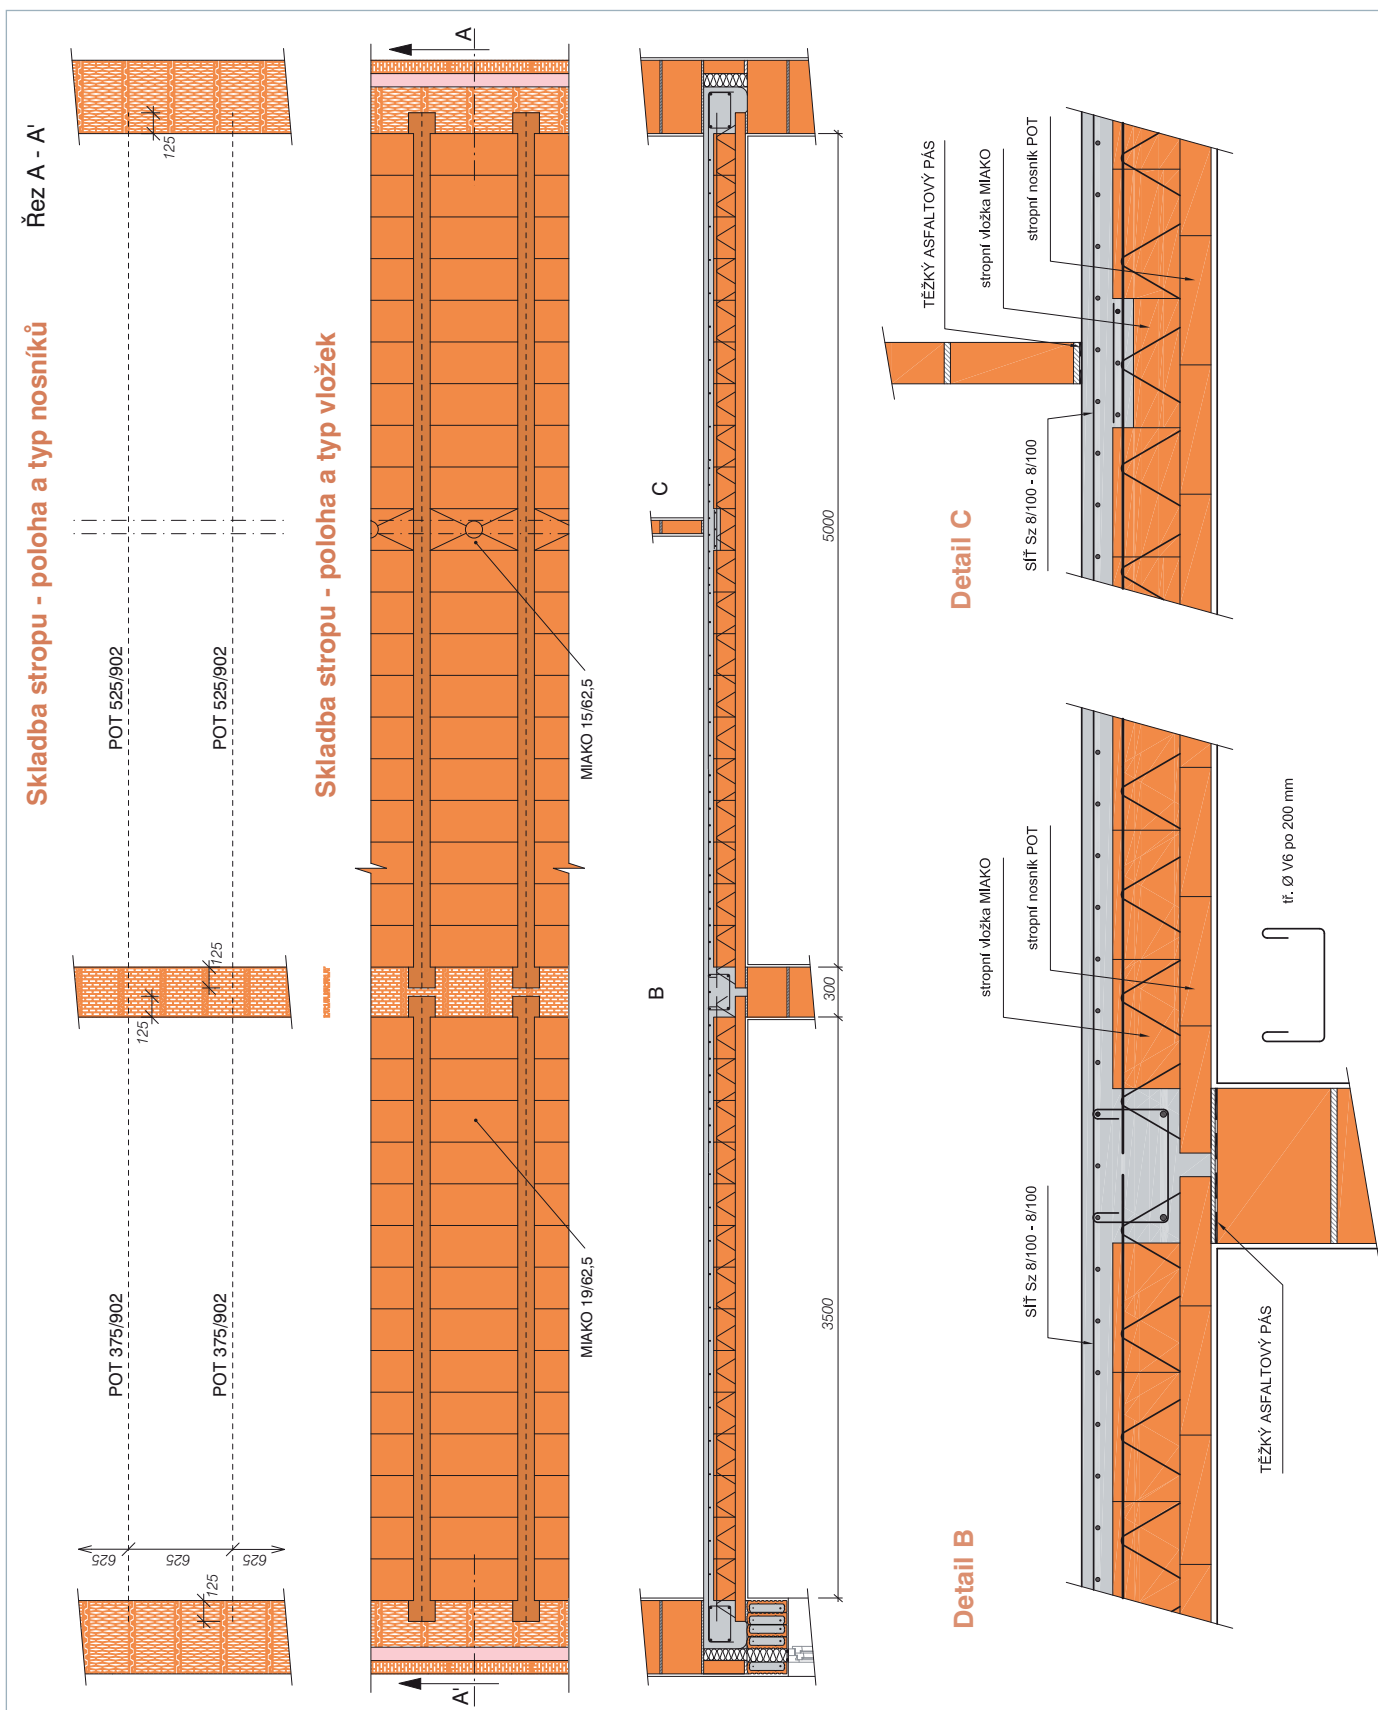 Řez A - A'
Skladba stropu - poloha a typ nosníků
125
POT 525/902
POT 525/902
125
125
POT 375/902
POT 375/902
625
625
625
125
Skladba stropu - poloha a typ vložek
A
MIAKO 15/62,5
MIAKO 19/62,5
A'
C
B
5000
300
3500
Detail C
TĚŽKÝ ASFALTOVÝ PÁS
stropní vložka MIAKO
stropní nosník POT
SÍŤ Sz 8/100 - 8/100
Detail B
stropní vložka MIAKO
stropní nosník POT
SÍŤ Sz 8/100 - 8/100
TĚŽKÝ ASFALTOVÝ PÁS
tř. Ø V6 po 200 mm